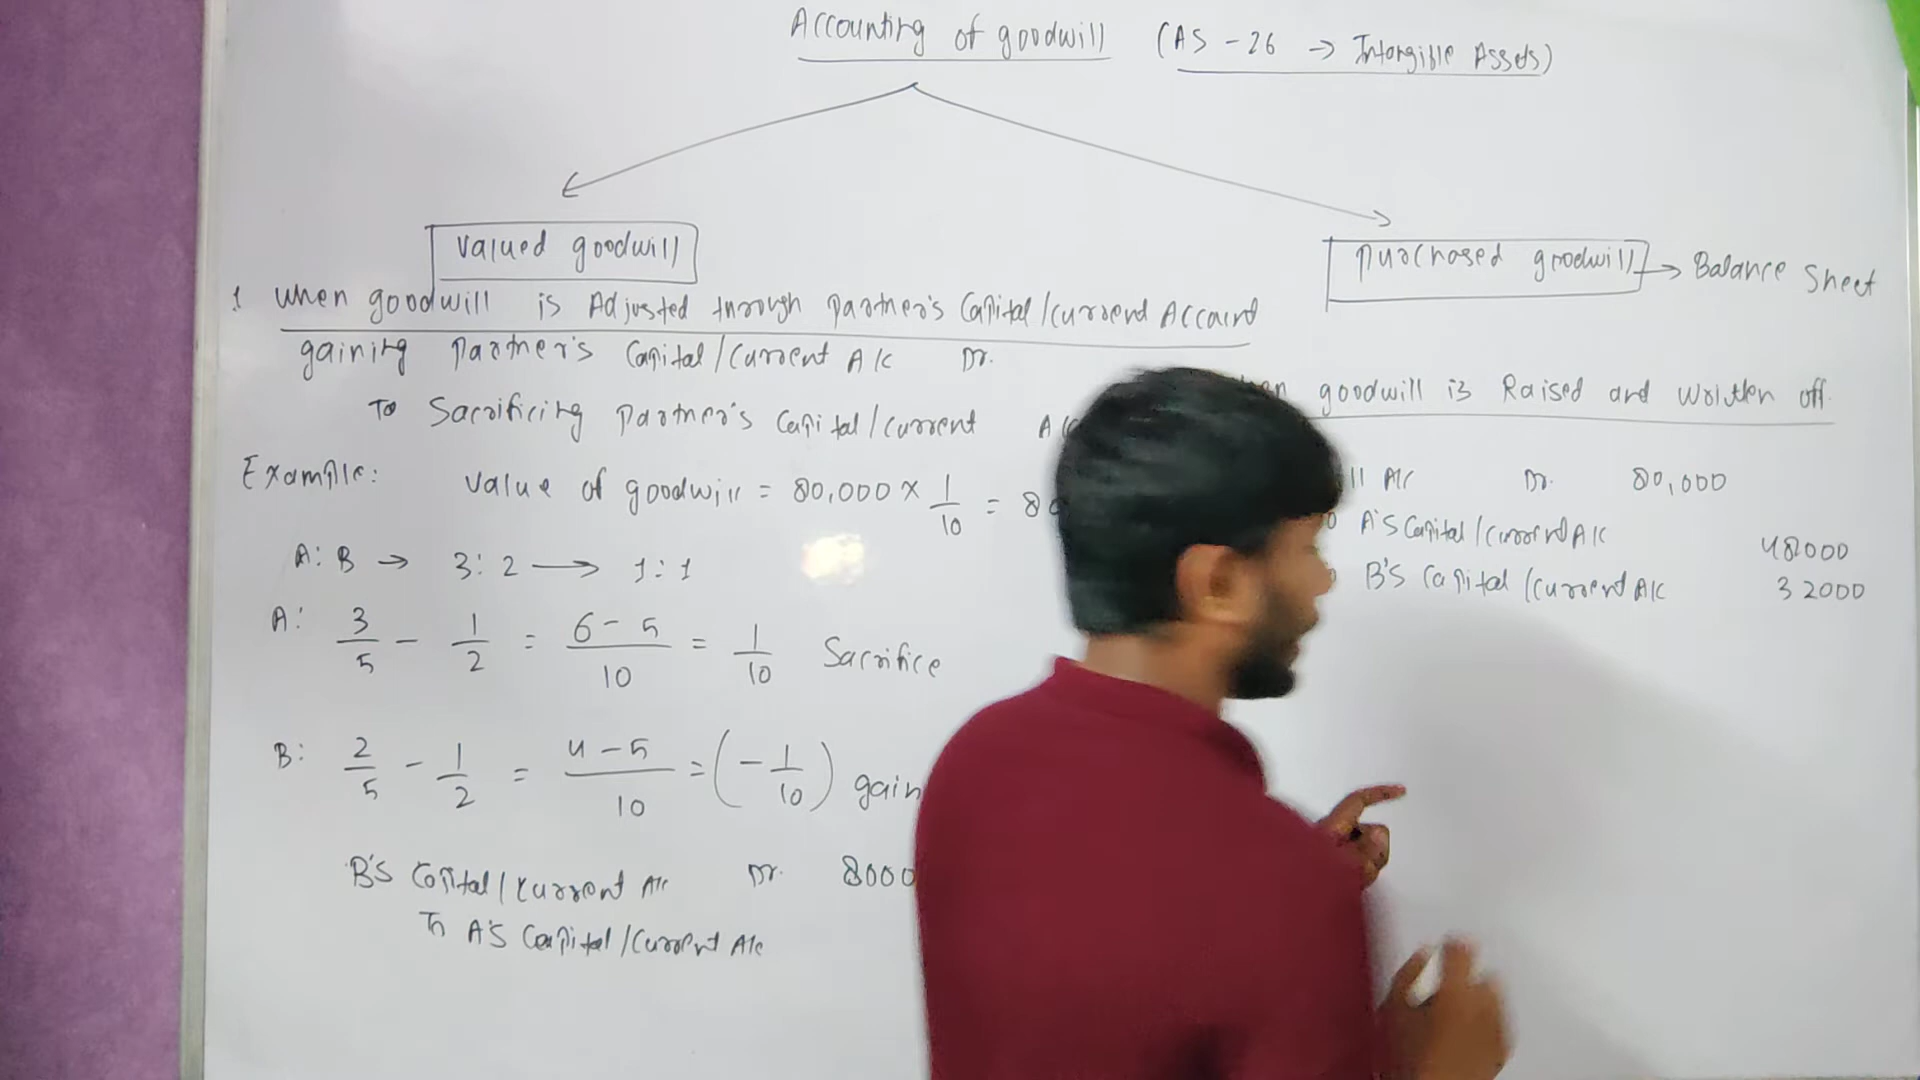 Accounting of goodwill (AS - 26 → Intangible Assets)
valued goodwill
purchased goodwill → Balance Sheet
1 when goodwill is Adjusted through partner's Capital/current Account
gaining partner's Capital/Current A/c Dr.
To Sacrificing partner's Capital/current A/c
Example: value of goodwill = 80,000 × 1/10 = 80
A: B → 3: 2 → 1: 1
A: 3/5 - 1/2 = 6 - 5/10 = 1/10 Sacrifice
B: 2/5 - 1/2 = 4 - 5/10 = (- 1/10) gain
B's Capital/current A/c Dr. 8000
To A's Capital/Current A/c
goodwill is Raised and written off.
A/c Dr. 80,000
A's Capital/Current A/c 48000
B's Capital/Current A/c 32000